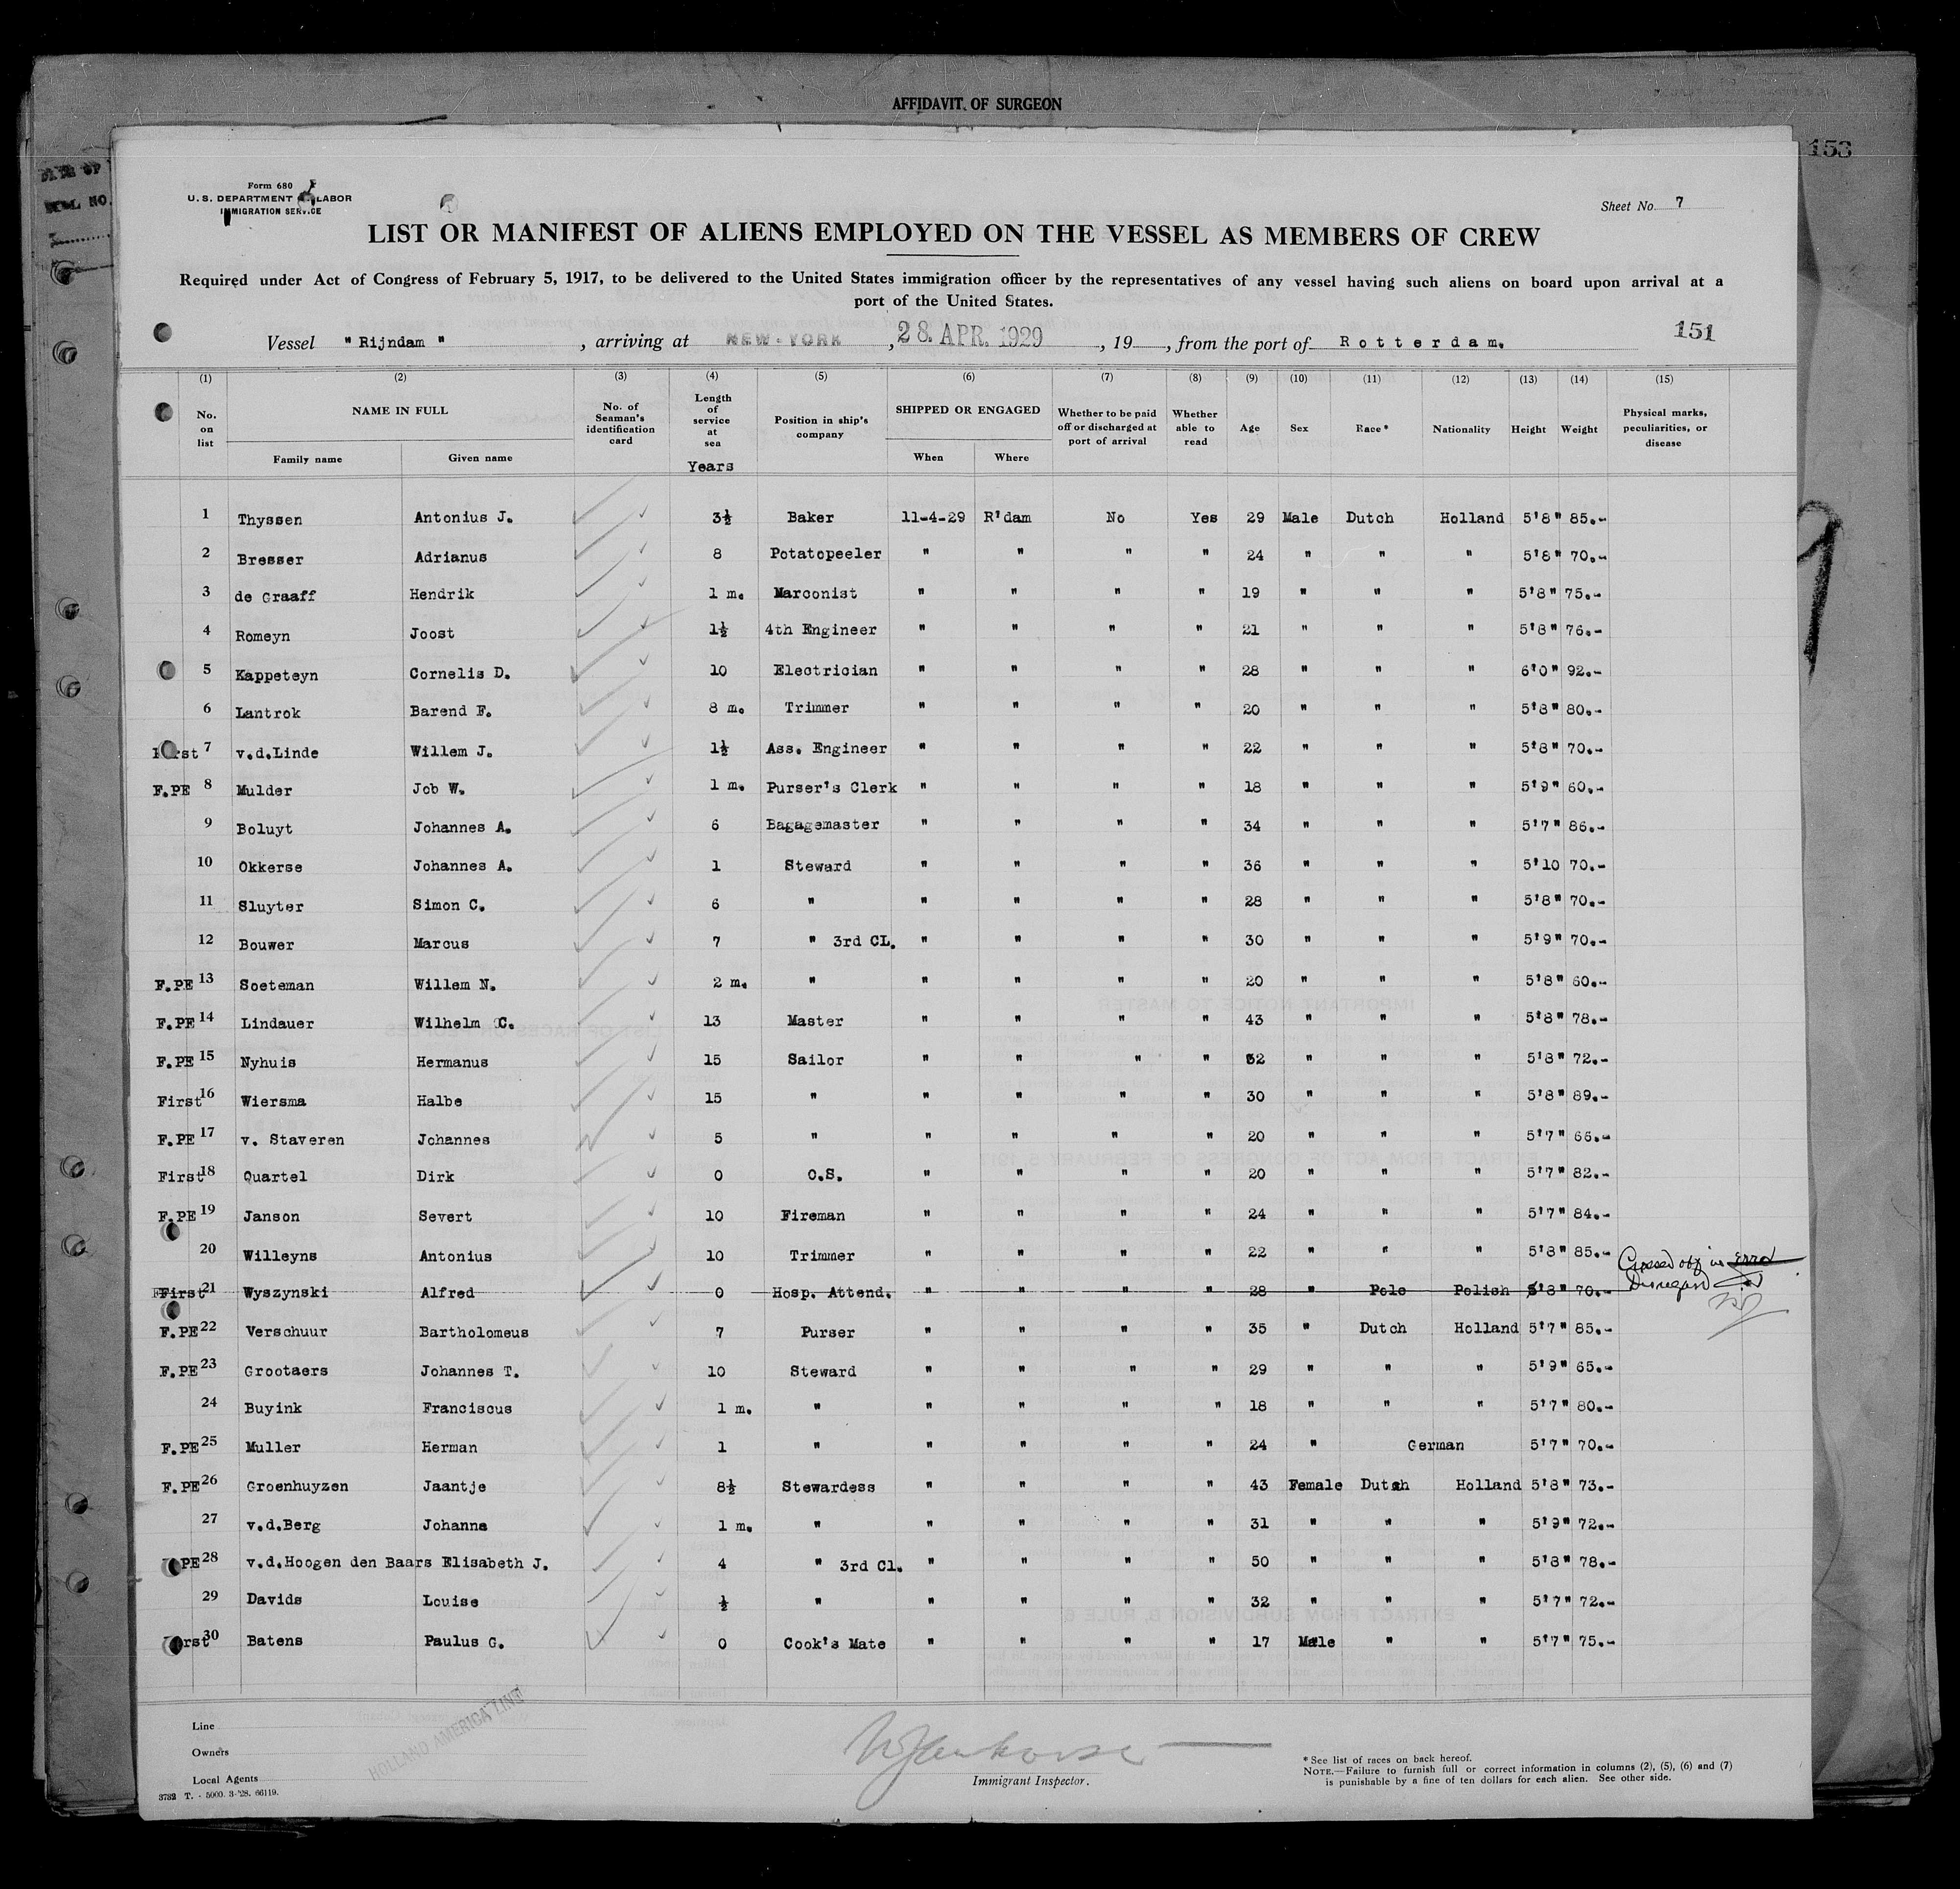 AFFIDAVIT OF SURGEON
153
Form 680
U. S. DEPARTMENT LABOR
IMMIGRATION SERVICE
Sheet No. 7
LIST OR MANIFEST OF ALIENS EMPLOYED ON THE VESSEL AS MEMBERS OF CREW
Required under Act of Congress of February 5, 1917, to be delivered to the United States immigration officer by the representatives of any vessel having such aliens on board upon arrival at a
port of the United States.
Vessel "Rijndam", arriving at NEW-YORK, 28. APR. 1929, 19, from the port of Rotterdam. 151
(1) (2) (3) (4) (5) (6) (7) (8) (9) (10) (11) (12) (13) (14) (15)
No. on list NAME IN FULL Family name Given name No. of Seaman's identification card Length of service at sea Years Position in ship's company SHIPPED OR ENGAGED When Where Whether to be paid off or discharged at port of arrival Whether able to read Age Sex Race* Nationality Height Weight Physical marks, peculiarities, or disease
1 Thyssen Antonius J. 3½ Baker 11-4-29 R'dam No Yes 29 Male Dutch Holland 5'8" 85.-
2 Bresser Adrianus 8 Potatopeeler " " " " 24 " " " 5'8" 70.-
3 de Graaff Hendrik 1 m. Marconist " " " " 19 " " " 5'8" 75.-
4 Romeyn Joost 1½ 4th Engineer " " " " 21 " " " 5'8" 76.-
5 Kappeteyn Cornelis D. 10 Electrician " " " " 28 " " " 6'0" 92.-
6 Lantrok Barend F. 8 m. Trimmer " " " " 20 " " " 5'8" 80.-
First 7 v.d.Linde Willem J. 1½ Ass. Engineer " " " " 22 " " " 5'8" 70.-
F.PE 8 Mulder Job W. 1 m. Purser's Clerk " " " " 18 " " " 5'9" 60.-
9 Boluyt Johannes A. 6 Bagagemaster " " " " 34 " " " 5'7" 86.-
10 Okkerse Johannes A. 1 Steward " " " " 36 " " " 5'10 70.-
11 Sluyter Simon C. 6 " " " " " 28 " " " 5'8" 70.-
12 Bouwer Marcus 7 " 3rd CL. " " " " 30 " " " 5'9" 70.-
F.PE 13 Soeteman Willem N. 2 m. " " " " " 20 " " " 5'8" 60.-
F.PE 14 Lindauer Wilhelm C. 13 Master " " " " 43 " " " 5'8" 78.-
F.PE 15 Nyhuis Hermanus 15 Sailor " " " " 32 " " " 5'8" 72.-
First 16 Wiersma Halbe 15 " " " " " 30 " " " 5'8" 89.-
F.PE 17 v. Staveren Johannes 5 " " " " " 20 " " " 5'7" 66.-
First 18 Quartel Dirk 0 O.S. " " " " 20 " " " 5'7" 82.-
F.PE 19 Janson Severt 10 Fireman " " " " 24 " " " 5'7" 84.-
20 Willeyns Antonius 10 Trimmer " " " " 22 " " " 5'8" 85.-
First 21 Wyszynski Alfred 0 Hosp. Attend. " " " " 28 " Pole Polish 5'8" 70.- Crossed off in error Disregard
F.PE 22 Verschuur Bartholomeus 7 Purser " " " " 35 " Dutch Holland 5'7" 85.-
F.PE 23 Grootaers Johannes T. 10 Steward " " " " 29 " " " 5'9" 65.-
24 Buyink Franciscus 1 m. " " " " " 18 " " " 5'7" 80.-
F.PE 25 Muller Herman 1 " " " " " 24 " German 5'7" 70.-
F.PE 26 Groenhuyzen Jaantje 8½ Stewardess " " " " 43 Female Dutch Holland 5'8" 73.-
27 v.d.Berg Johanna 1 m. " " " " " 31 " " " 5'9" 72.-
PE 28 v.d.Hoogen den Baars Elisabeth J. 4 " 3rd Cl. " " " " 50 " " " 5'8" 78.-
29 Davids Louise ½ " " " " " 32 " " " 5'7" 72.-
First 30 Batens Paulus G. 0 Cook's Mate " " " " 17 Male " " 5'7" 75.-
Line
Owners
Local Agents
HOLLAND AMERICA LINE
3732 T. - 5000. 3-'28. 66119.
Immigrant Inspector.
*See list of races on back hereof.
NOTE.—Failure to furnish full or correct information in columns (2), (5), (6) and (7)
is punishable by a fine of ten dollars for each alien. See other side.